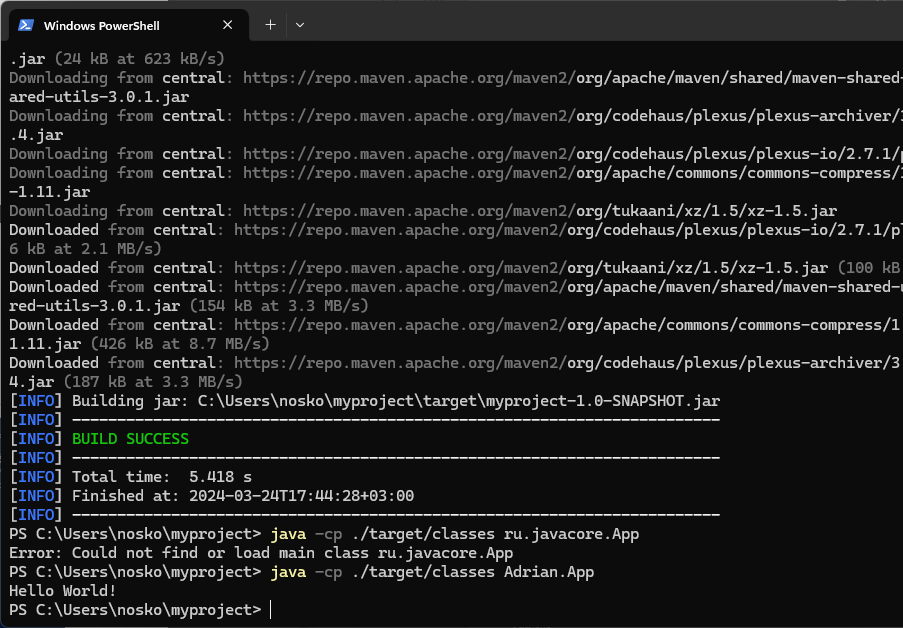 Windows PowerShell
.jar (24 kB at 623 kB/s)
Downloading from central: https://repo.maven.apache.org/maven2/org/apache/maven/shared/maven-shared-
ared-utils-3.0.1.jar
Downloading from central: https://repo.maven.apache.org/maven2/org/codehaus/plexus/plexus-archiver/
.4.jar
Downloading from central: https://repo.maven.apache.org/maven2/org/codehaus/plexus/plexus-io/2.7.1/
Downloading from central: https://repo.maven.apache.org/maven2/org/apache/commons/commons-compress/
-1.11.jar
Downloading from central: https://repo.maven.apache.org/maven2/org/tukaani/xz/1.5/xz-1.5.jar
Downloaded from central: https://repo.maven.apache.org/maven2/org/codehaus/plexus/plexus-io/2.7.1/pl
6 kB at 2.1 MB/s)
Downloaded from central: https://repo.maven.apache.org/maven2/org/tukaani/xz/1.5/xz-1.5.jar (100 kB
Downloaded from central: https://repo.maven.apache.org/maven2/org/apache/maven/shared/maven-shared-u
red-utils-3.0.1.jar (154 kB at 3.3 MB/s)
Downloaded from central: https://repo.maven.apache.org/maven2/org/apache/commons/commons-compress/1
1.11.jar (426 kB at 8.7 MB/s)
Downloaded from central: https://repo.maven.apache.org/maven2/org/codehaus/plexus/plexus-archiver/3
4.jar (187 kB at 3.3 MB/s)
[INFO] Building jar: C:\Users\nosko\myproject\target\myproject-1.0-SNAPSHOT.jar
[INFO] ------------------------------------------------------------------------
[INFO] BUILD SUCCESS
[INFO] ------------------------------------------------------------------------
[INFO] Total time:  5.418 s
[INFO] Finished at: 2024-03-24T17:44:28+03:00
[INFO] ------------------------------------------------------------------------
PS C:\Users\nosko\myproject> java -cp ./target/classes ru.javacore.App
Error: Could not find or load main class ru.javacore.App
PS C:\Users\nosko\myproject> java -cp ./target/classes Adrian.App
Hello World!
PS C:\Users\nosko\myproject>